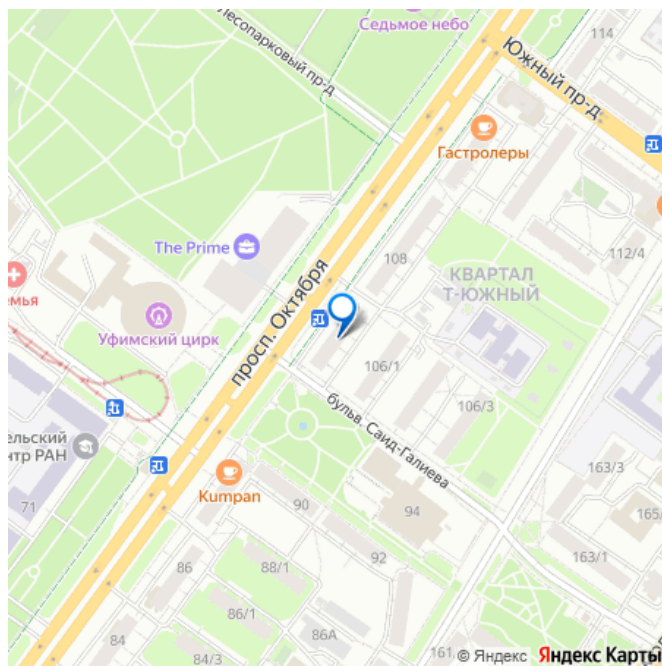 Седьмое небо
114
Лесопарковый пр-д
Южный пр-д
Гастролеры
The Prime
108
112/4
КВАРТАЛ
Т-ЮЖНЫЙ
емья
просп. Октября
Уфимский цирк
106/1
106/3
бульв. Саид-Галиева
ельский
нтр РАН
163/3
Kumpan
71
90
94
165/
92
163/1
86
88/1
86/1
86А
84
84/3
© Яндекс Яндекс Карты